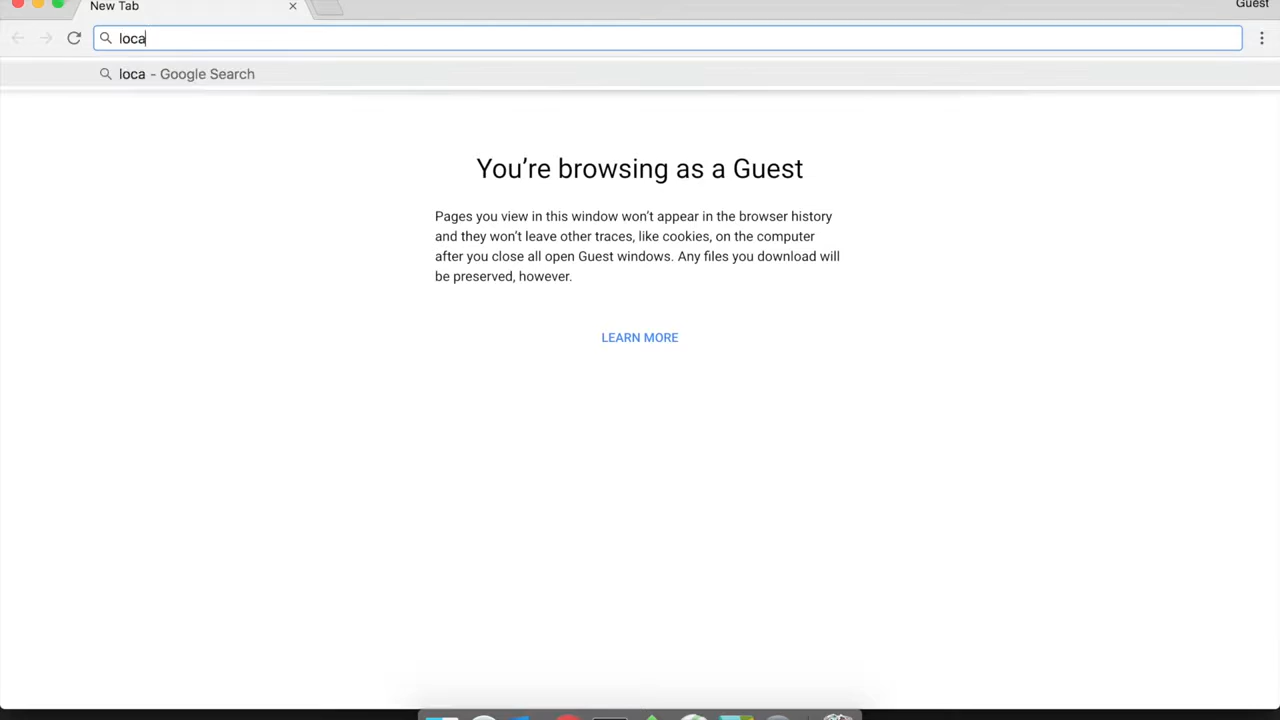 New Tab
Guest
loca
loca - Google Search
You’re browsing as a Guest
Pages you view in this window won’t appear in the browser history
and they won’t leave other traces, like cookies, on the computer
after you close all open Guest windows. Any files you download will
be preserved, however.
LEARN MORE